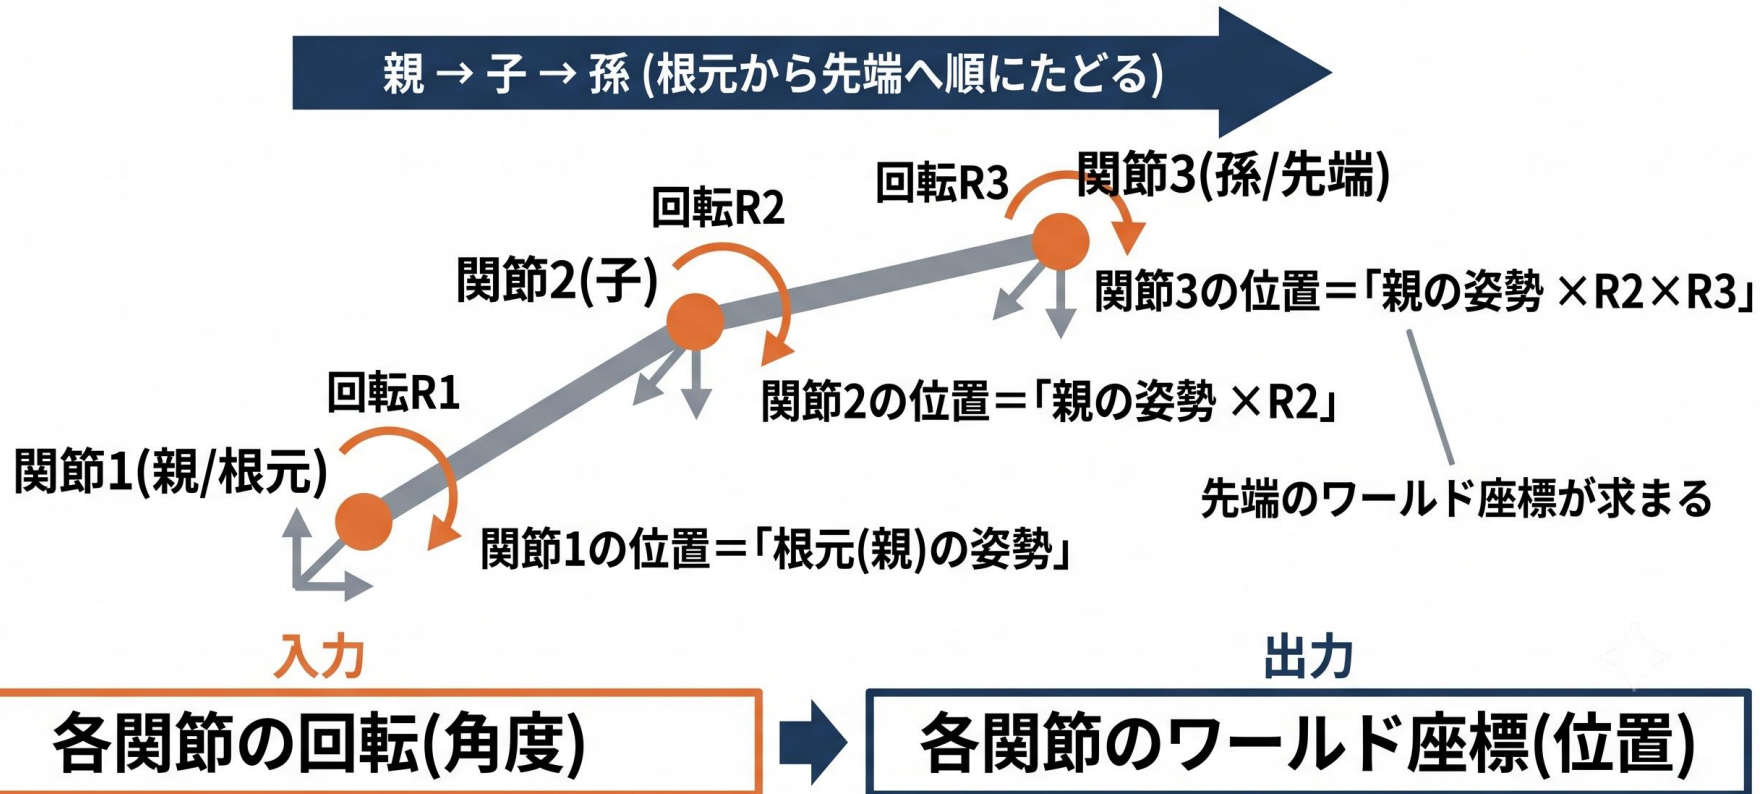 親 → 子 → 孫 (根元から先端へ順にたどる)
回転R3
関節3(孫/先端)
回転R2
関節2(子)
関節3の位置＝「親の姿勢 ×R2×R3」
回転R1
関節2の位置＝「親の姿勢 ×R2」
関節1(親/根元)
先端のワールド座標が求まる
関節1の位置＝「根元(親)の姿勢」
入力
出力
各関節の回転(角度)
各関節のワールド座標(位置)